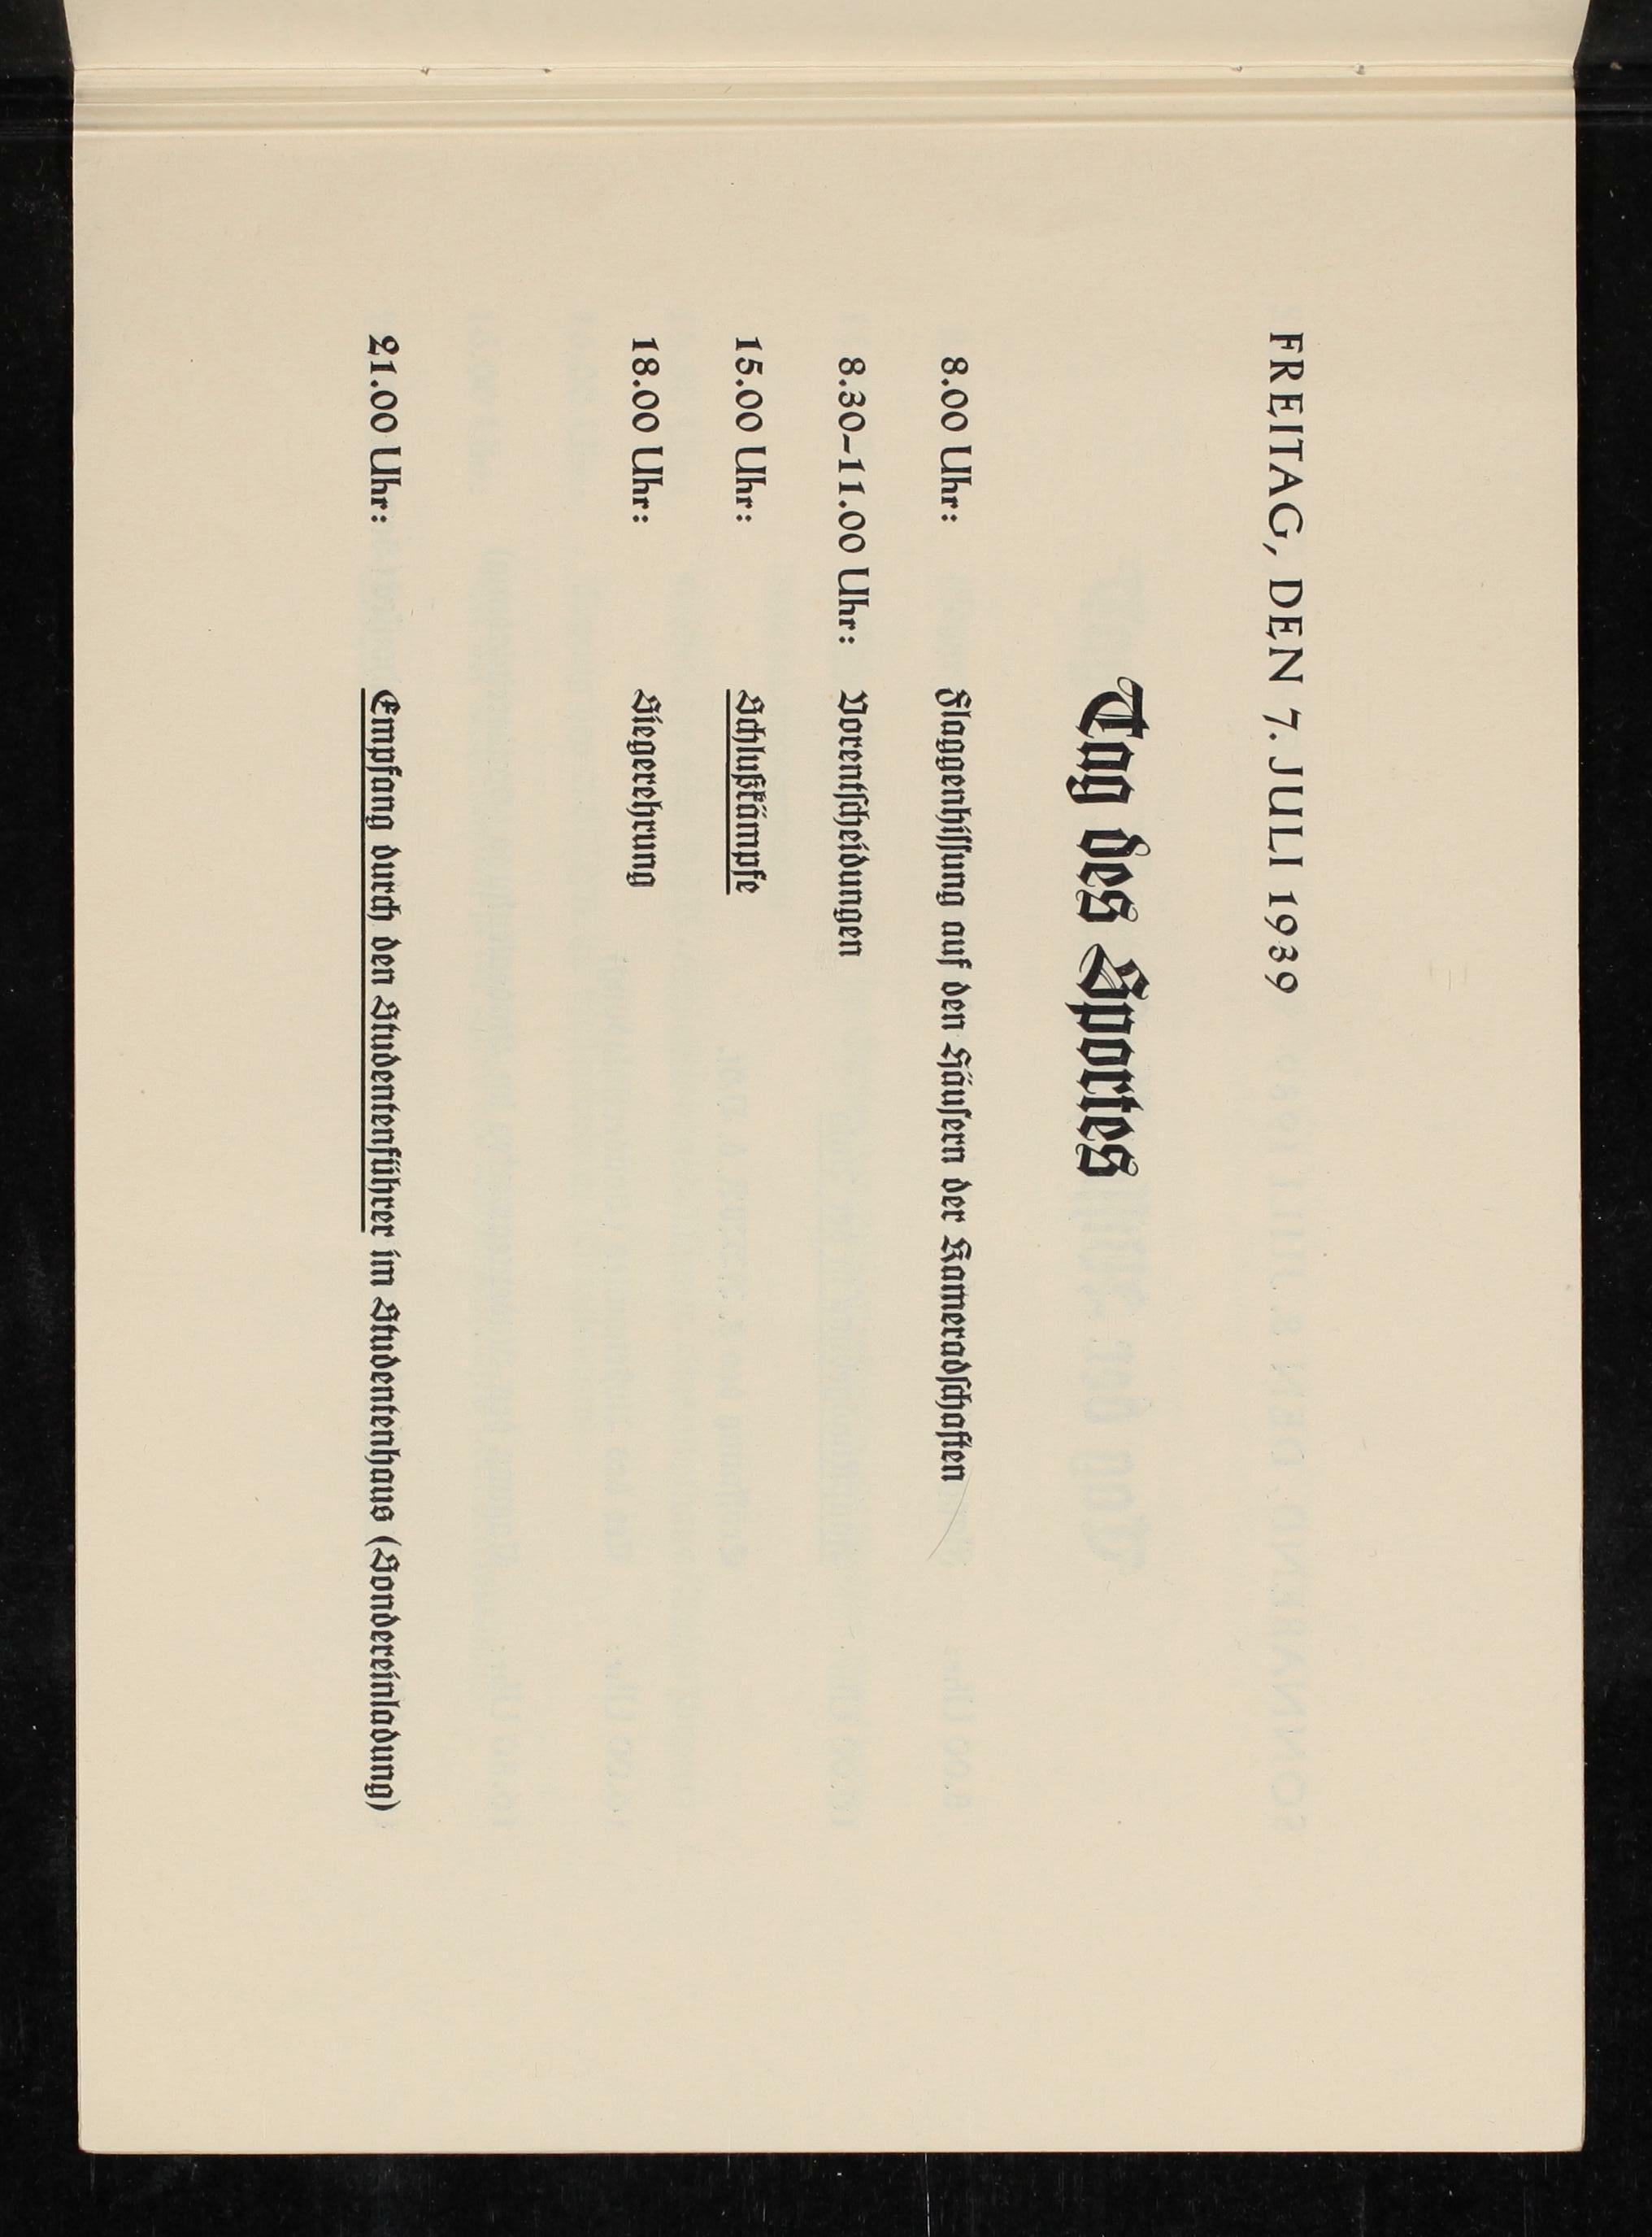 FREITAG, DEN 7. JULI 1939
Tag des Sportes
8.00 Uhr: Flaggenhissung auf den Häusern der Kameradschaften
8.30–11.00 Uhr: Vorentscheidungen
15.00 Uhr: Schlußkämpfe
18.00 Uhr: Siegerehrung
21.00 Uhr: Empfang durch den Studentenführer im Studentenhaus (Sondereinladung)